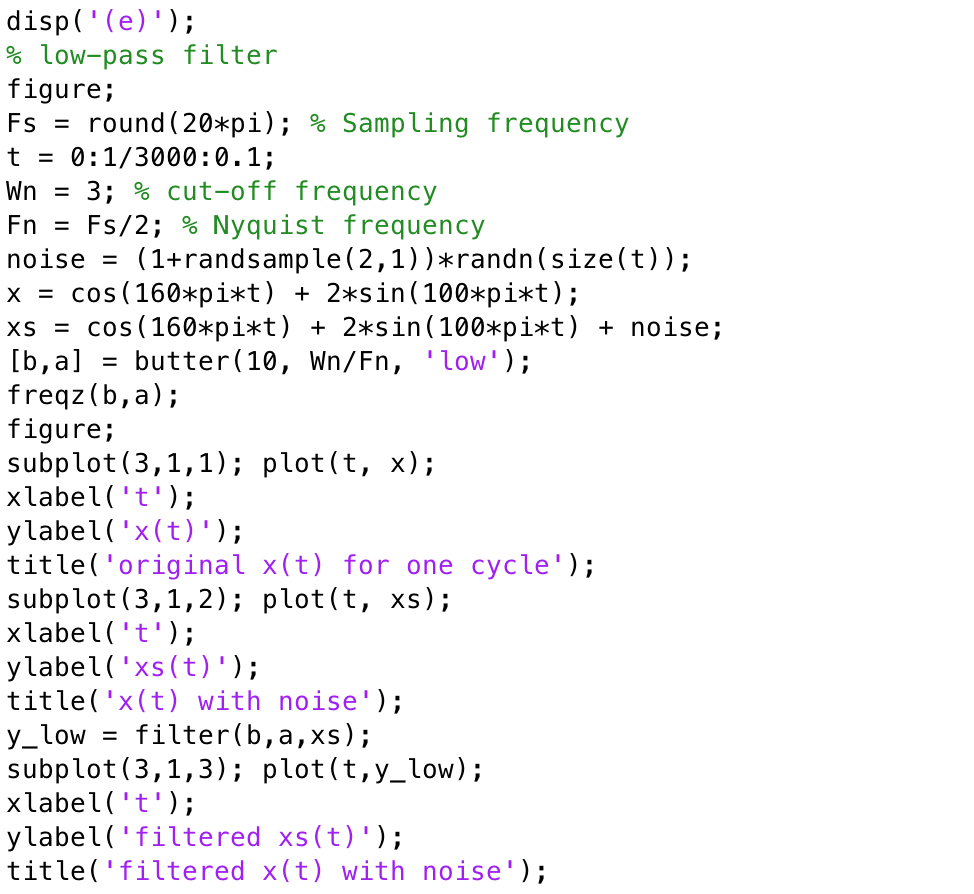 disp('(e)');
% low-pass filter
figure;
Fs = round(20*pi); % Sampling frequency
t = 0:1/3000:0.1;
Wn = 3; % cut-off frequency
Fn = Fs/2; % Nyquist frequency
noise = (1+randsample(2,1))*randn(size(t));
x = cos(160*pi*t) + 2*sin(100*pi*t);
xs = cos(160*pi*t) + 2*sin(100*pi*t) + noise;
[b,a] = butter(10, Wn/Fn, 'low');
freqz(b,a);
figure;
subplot(3,1,1); plot(t, x);
xlabel('t');
ylabel('x(t)');
title('original x(t) for one cycle');
subplot(3,1,2); plot(t, xs);
xlabel('t');
ylabel('xs(t)');
title('x(t) with noise');
y_low = filter(b,a,xs);
subplot(3,1,3); plot(t,y_low);
xlabel('t');
ylabel('filtered xs(t)');
title('filtered x(t) with noise');